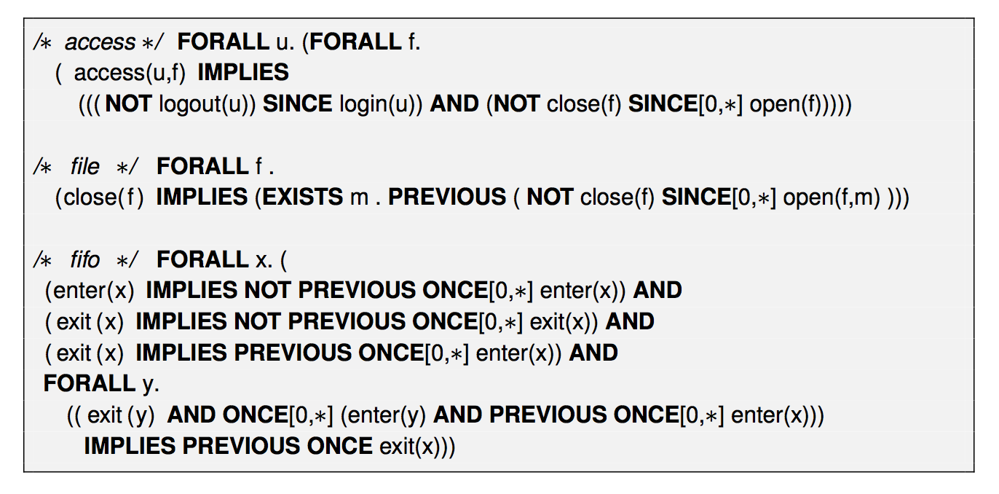 /* access */ FORALL u. (FORALL f.
( access(u,f) IMPLIES
((( NOT logout(u)) SINCE login(u)) AND (NOT close(f) SINCE[0,*] open(f)))))
/* file */ FORALL f .
(close(f) IMPLIES (EXISTS m . PREVIOUS ( NOT close(f) SINCE[0,*] open(f,m) )))
/* fifo */ FORALL x. (
(enter(x) IMPLIES NOT PREVIOUS ONCE[0,*] enter(x)) AND
( exit (x) IMPLIES NOT PREVIOUS ONCE[0,*] exit(x)) AND
( exit (x) IMPLIES PREVIOUS ONCE[0,*] enter(x)) AND
FORALL y.
(( exit (y) AND ONCE[0,*] (enter(y) AND PREVIOUS ONCE[0,*] enter(x)))
IMPLIES PREVIOUS ONCE exit(x)))